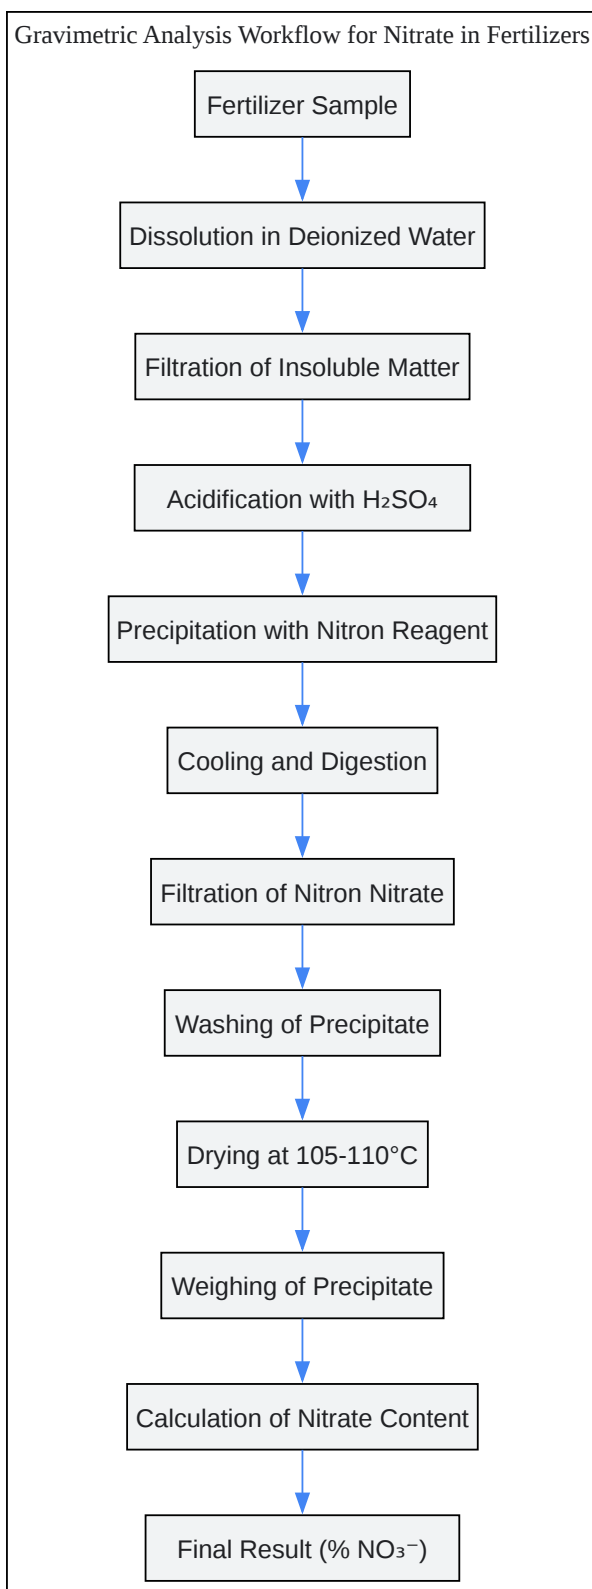 Gravimetric Analysis Workflow for Nitrate in Fertilizers
Fertilizer Sample
Dissolution in Deionized Water
Filtration of Insoluble Matter
Acidification with H₂SO₄
Precipitation with Nitron Reagent
Cooling and Digestion
Filtration of Nitron Nitrate
Washing of Precipitate
Drying at 105-110°C
Weighing of Precipitate
Calculation of Nitrate Content
Final Result (% NO₃⁻)